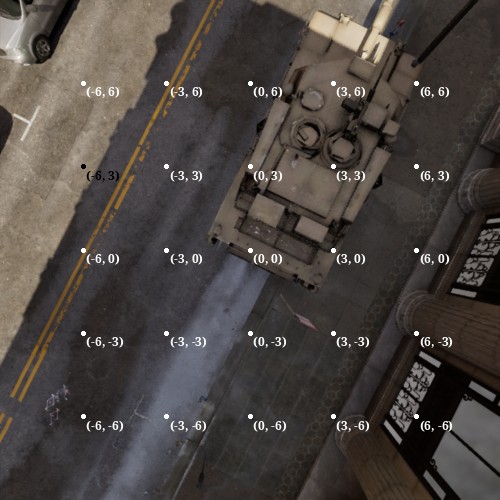 (-6, 6) (-3, 6) (0, 6) (3, 6) (6, 6)
(-6, 3) (-3, 3) (0, 3) (3, 3) (6, 3)
(-6, 0) (-3, 0) (0, 0) (3, 0) (6, 0)
(-6, -3) (-3, -3) (0, -3) (3, -3) (6, -3)
(-6, -6) (-3, -6) (0, -6) (3, -6) (6, -6)